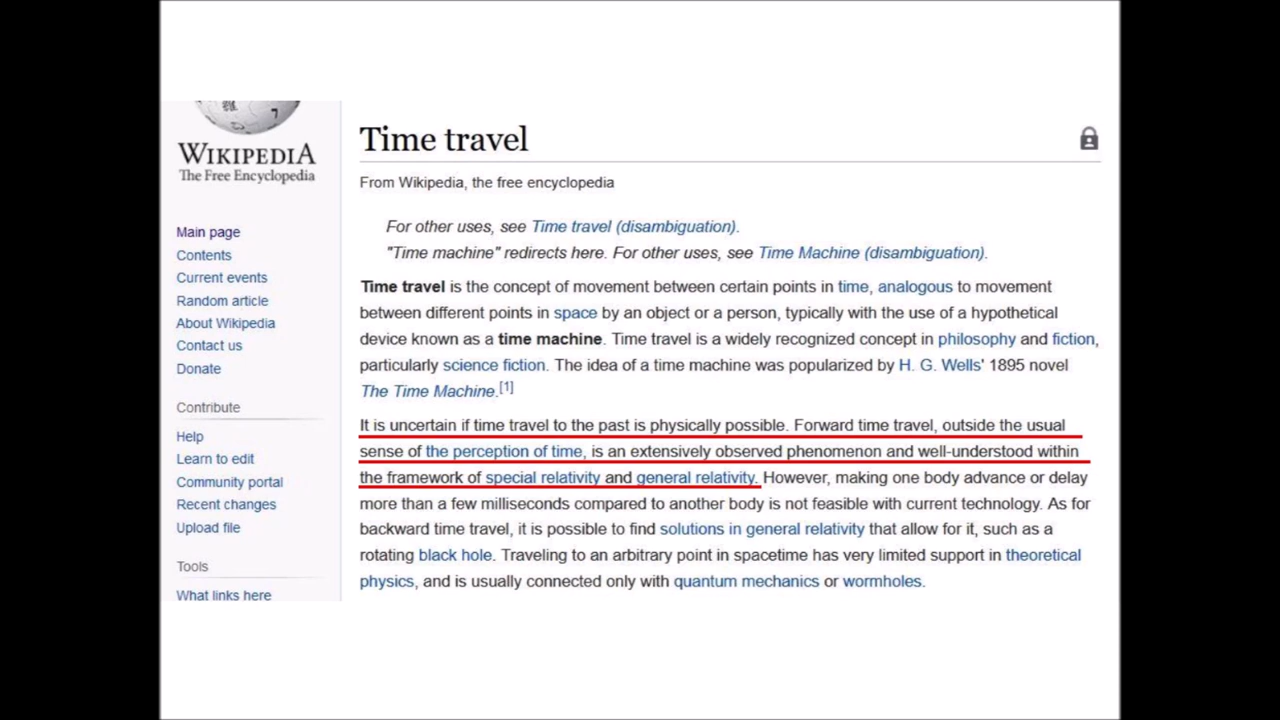 WIKIPEDIA
The Free Encyclopedia
Main page
Contents
Current events
Random article
About Wikipedia
Contact us
Donate
Contribute
Help
Learn to edit
Community portal
Recent changes
Upload file
Tools
What links here
Time travel
From Wikipedia, the free encyclopedia
For other uses, see Time travel (disambiguation).
"Time machine" redirects here. For other uses, see Time Machine (disambiguation).
Time travel is the concept of movement between certain points in time, analogous to movement
between different points in space by an object or a person, typically with the use of a hypothetical
device known as a time machine. Time travel is a widely recognized concept in philosophy and fiction,
particularly science fiction. The idea of a time machine was popularized by H. G. Wells' 1895 novel
The Time Machine.[1]
It is uncertain if time travel to the past is physically possible. Forward time travel, outside the usual
sense of the perception of time, is an extensively observed phenomenon and well-understood within
the framework of special relativity and general relativity. However, making one body advance or delay
more than a few milliseconds compared to another body is not feasible with current technology. As for
backward time travel, it is possible to find solutions in general relativity that allow for it, such as a
rotating black hole. Traveling to an arbitrary point in spacetime has very limited support in theoretical
physics, and is usually connected only with quantum mechanics or wormholes.